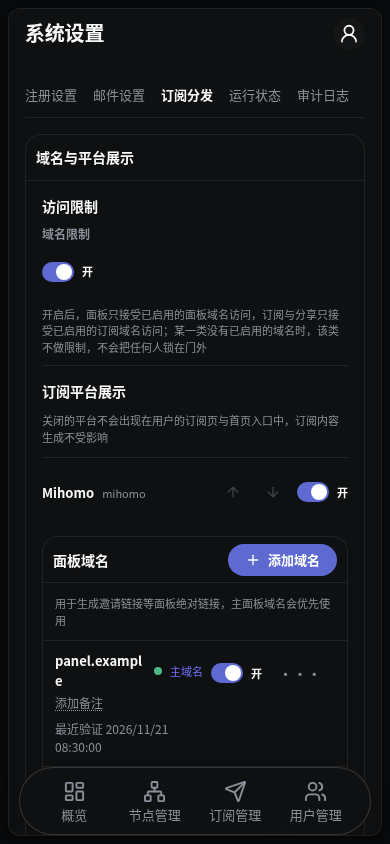 系统设置
注册设置 邮件设置 订阅分发 运行状态 审计日志
域名与平台展示
访问限制
域名限制
开
开启后，面板只接受已启用的面板域名访问，订阅与分享只接
受已启用的订阅域名访问；某一类没有已启用的域名时，该类
不做限制，不会把任何人锁在门外
订阅平台展示
关闭的平台不会出现在用户的订阅页与首页入口中，订阅内容
生成不受影响
Mihomo mihomo 开
面板域名 添加域名
用于生成邀请链接等面板绝对链接，主面板域名会优先使
用
panel.exampl
e
主域名 开
添加备注
最近验证 2026/11/21
08:30:00
概览 节点管理 订阅管理 用户管理